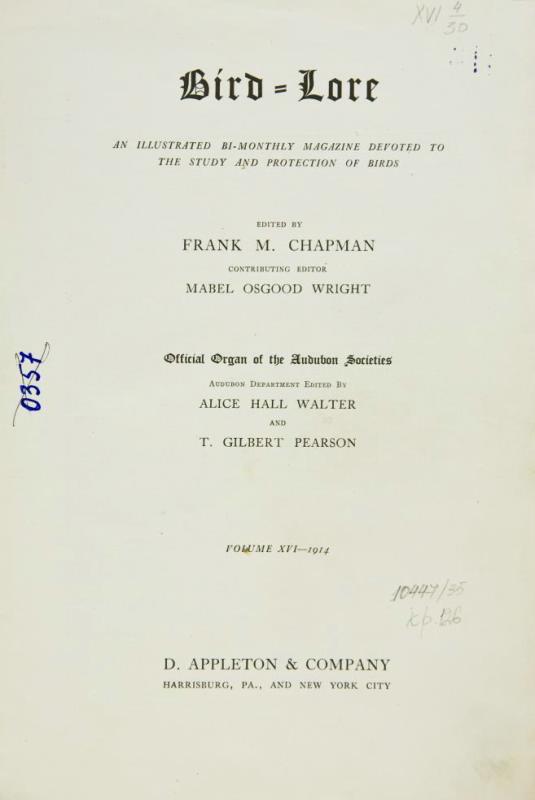 XVI 4/30
Bird=Lore
AN ILLUSTRATED BI-MONTHLY MAGAZINE DEVOTED TO
THE STUDY AND PROTECTION OF BIRDS
EDITED BY
FRANK M. CHAPMAN
CONTRIBUTING EDITOR
MABEL OSGOOD WRIGHT
Official Organ of the Audubon Societies
AUDUBON DEPARTMENT EDITED BY
ALICE HALL WALTER
AND
T. GILBERT PEARSON
0357
VOLUME XVI—1914
10447/35
D. APPLETON & COMPANY
HARRISBURG, PA., AND NEW YORK CITY